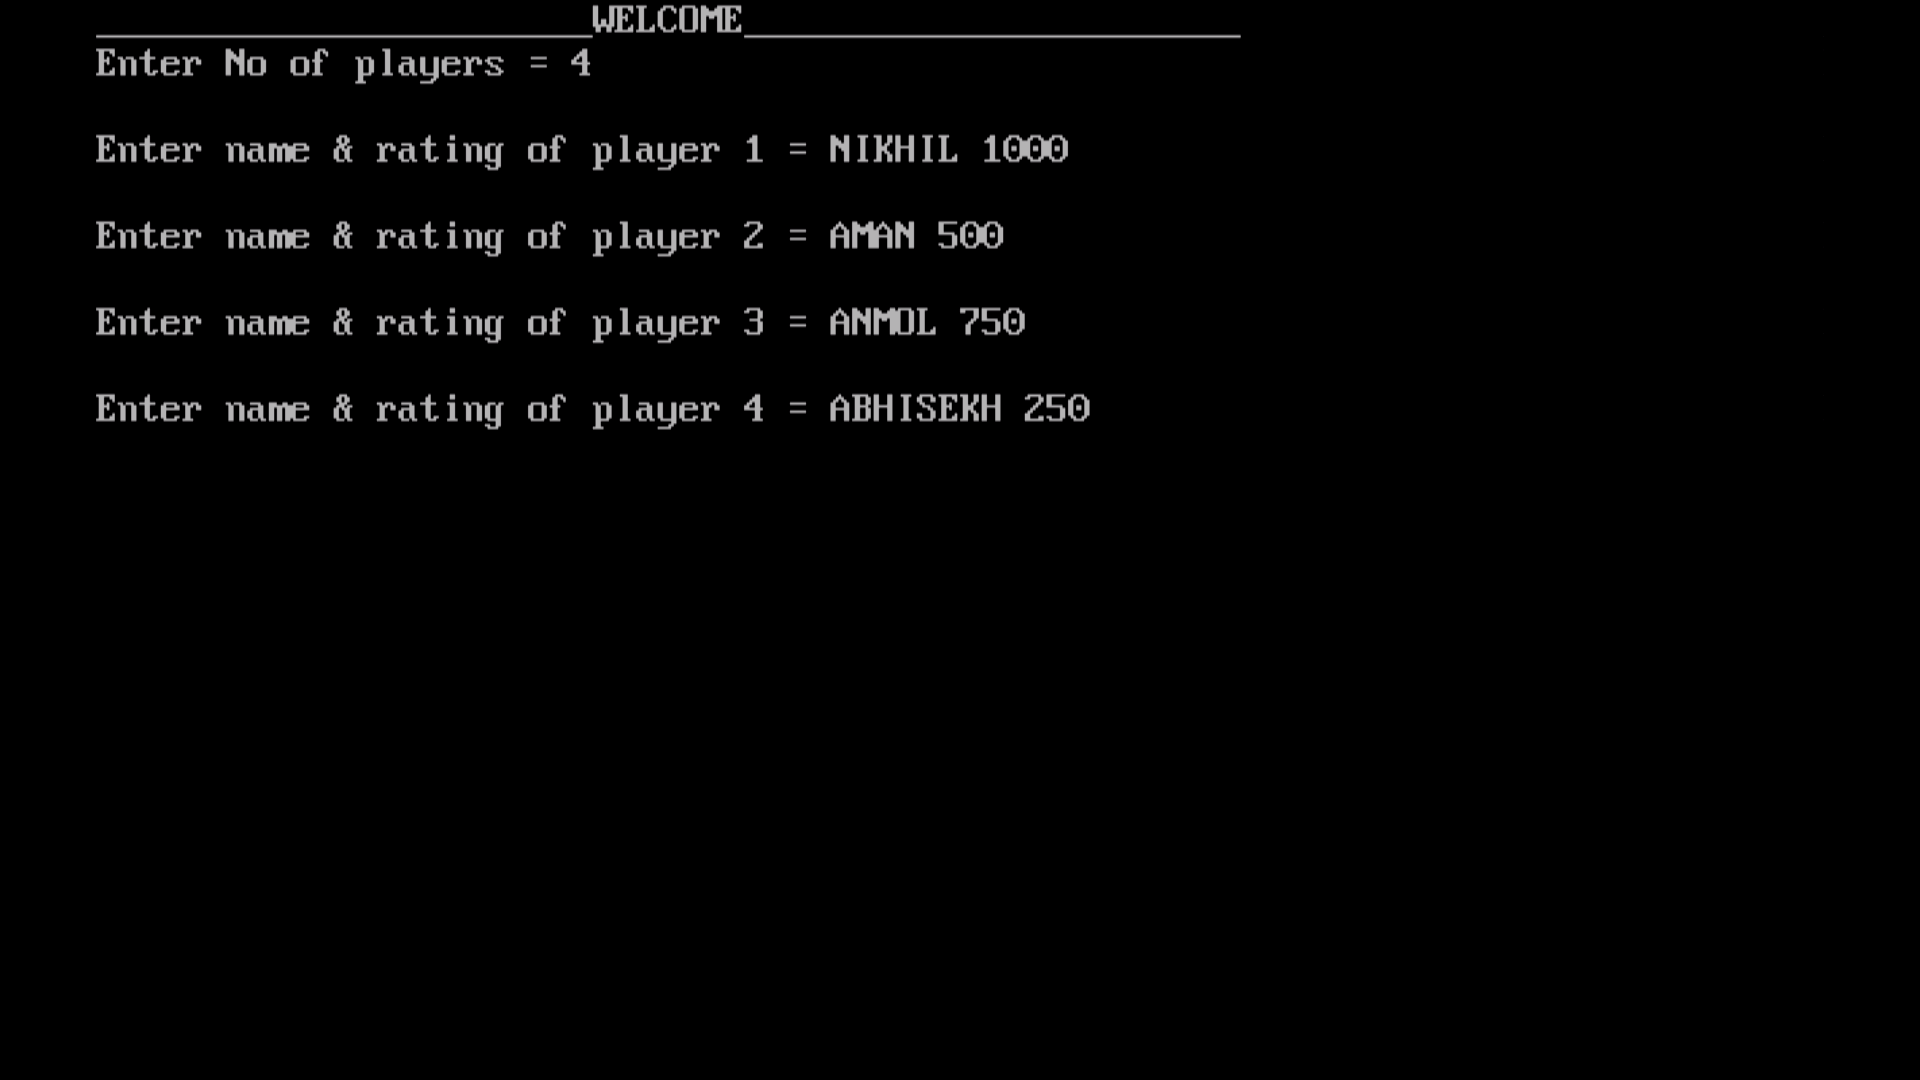 _______________________WELCOME_______________________
Enter No of players = 4
Enter name & rating of player 1 = NIKHIL 1000
Enter name & rating of player 2 = AMAN 500
Enter name & rating of player 3 = ANMOL 750
Enter name & rating of player 4 = ABHISEKH 250